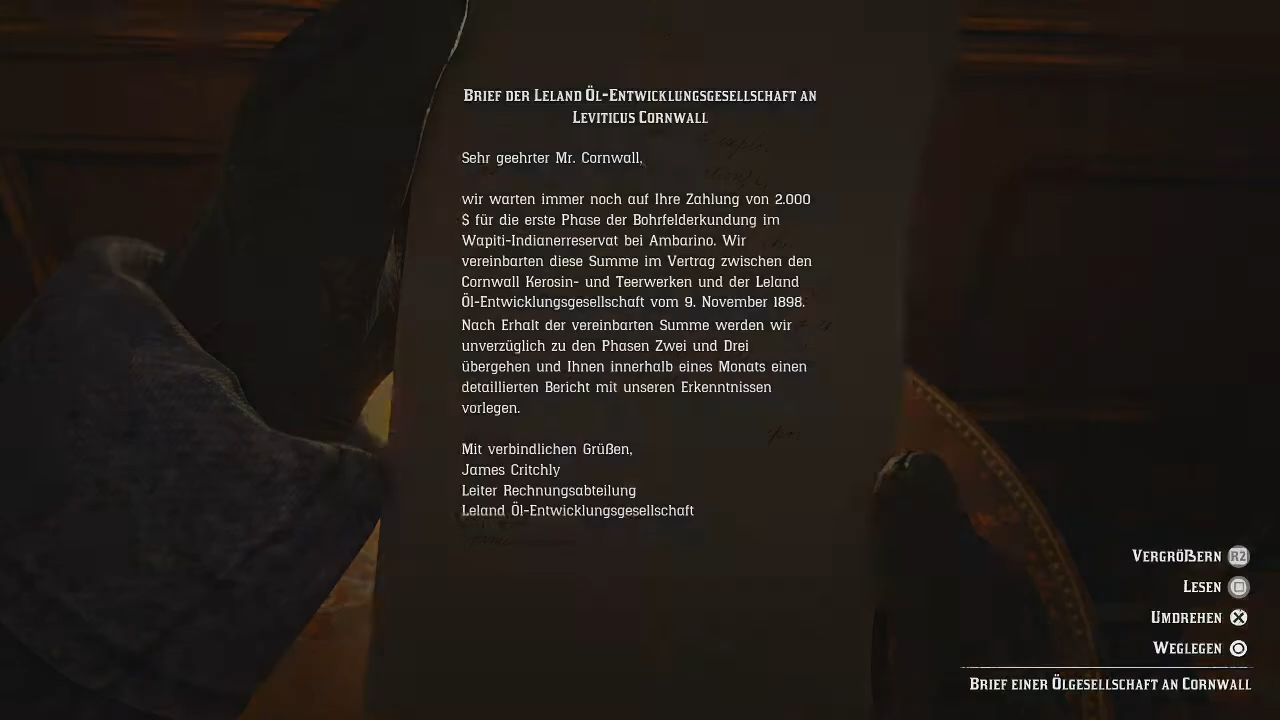 Brief der Leland Öl-Entwicklungsgesellschaft an
Leviticus Cornwall
Sehr geehrter Mr. Cornwall,
wir warten immer noch auf Ihre Zahlung von 2.000
$ für die erste Phase der Bohrfelderkundung im
Wapiti-Indianerreservat bei Ambarino. Wir
vereinbarten diese Summe im Vertrag zwischen den
Cornwall Kerosin- und Teerwerken und der Leland
Öl-Entwicklungsgesellschaft vom 9. November 1898.
Nach Erhalt der vereinbarten Summe werden wir
unverzüglich zu den Phasen Zwei und Drei
übergehen und Ihnen innerhalb eines Monats einen
detaillierten Bericht mit unseren Erkenntnissen
vorlegen.
Mit verbindlichen Grüßen,
James Critchly
Leiter Rechnungsabteilung
Leland Öl-Entwicklungsgesellschaft
Vergrößern R2
Lesen
Umdrehen
Weglegen
Brief einer Ölgesellschaft an Cornwall